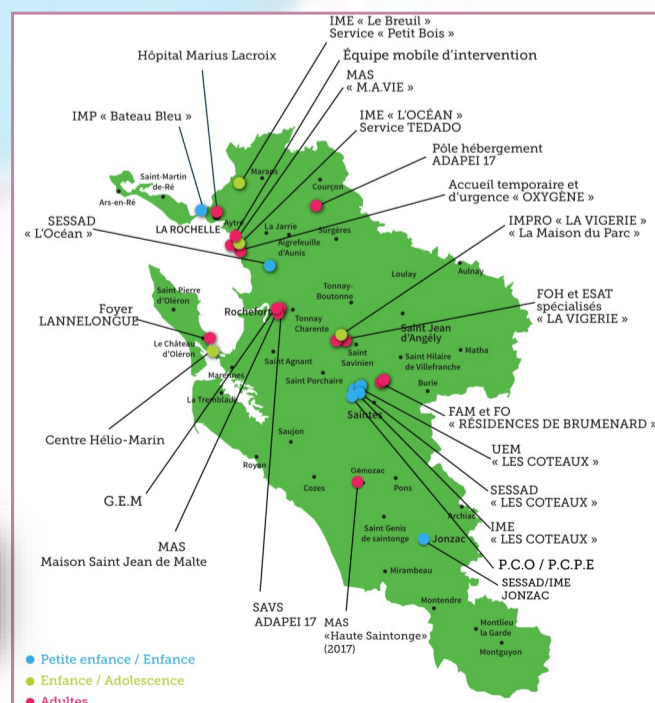 IME « Le Breuil »
Service « Petit Bois »
Hôpital Marius Lacroix
Équipe mobile d'intervention
MAS
« M.A.VIE »
IMP « Bateau Bleu »
IME « L'OCÉAN »
Service TEDADO
Pôle hébergement
ADAPEI 17
Marans
Courçon
Saint-Martin
de-Ré
Ars-en-Ré
Accueil temporaire et
d'urgence « OXYGÈNE »
SESSAD
« L'Océan »
LA ROCHELLE
Aytré
La Jarrie
Surgères
Aigrefeuille
d'Aunis
IMPRO « LA VIGERIE »
« La Maison du Parc »
Loulay
Aulnay
Saint Pierre
d'Oléron
Tonnay-
Boutonne
FOH et ESAT
spécialisés
« LA VIGERIE »
Foyer
LANNELONGUE
Rochefort
Tonnay
Charente
Saint Jean
d'Angély
Le Château
d'Oléron
Saint Agnant
Saint
Savinien
Saint Hilaire
de Villefranche
Matha
Marennes
Saint Porchaire
Burie
La Tremblade
Saintes
FAM et FO
« RÉSIDENCES DE BRUMENARD »
Centre Hélio-Marin
Saujon
UEM
« LES COTEAUX »
Royan
Gémozac
Cozes
Pons
SESSAD
« LES COTEAUX »
G.E.M
Archiac
IME
« LES COTEAUX »
Saint Genis
de saintonge
Jonzac
MAS
Maison Saint Jean de Malte
P.C.O / P.C.P.E
Mirambeau
SESSAD/IME
JONZAC
SAVS
ADAPEI 17
MAS
«Haute Saintonge»
(2017)
Montendre
Montlieu
la Garde
Montguyon
Petite enfance / Enfance
Enfance / Adolescence
Adultes